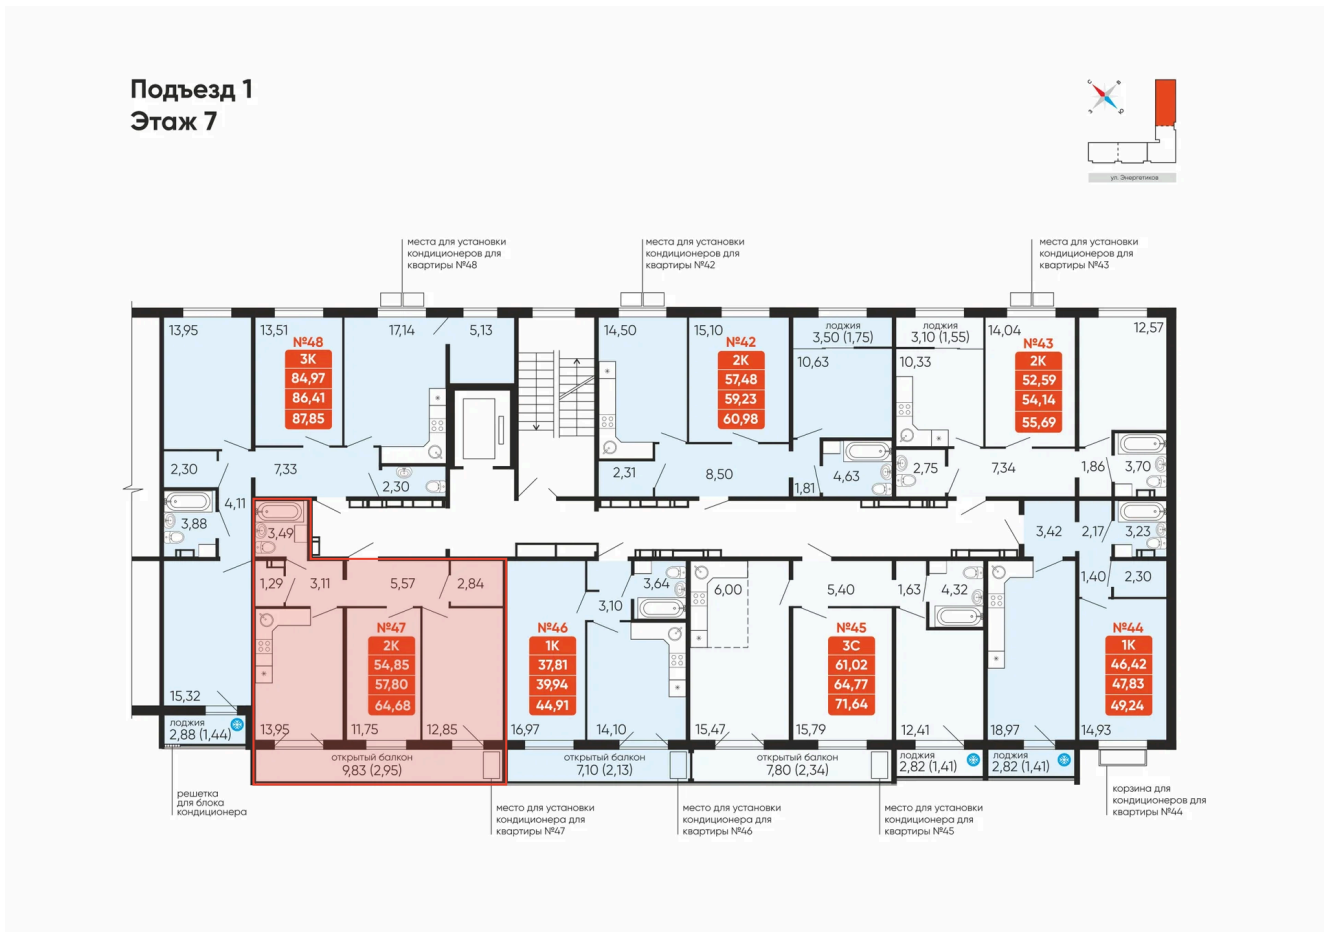 Подъезд 1
Этаж 7
С
В
З
Ю
ул. Энергетиков
места для установки
кондиционеров для
квартиры №48
места для установки
кондиционеров для
квартиры №42
места для установки
кондиционеров для
квартиры №43
13,95
13,51
17,14
5,13
№48
3К
84,97
86,41
87,85
2,30
7,33
2,30
4,11
3,88
15,32
лоджия
2,88 (1,44)
14,50
15,10
№42
2К
57,48
59,23
60,98
лоджия
3,50 (1,75)
10,63
2,31
8,50
1,81
4,63
лоджия
3,10 (1,55)
10,33
14,04
12,57
№43
2К
52,59
54,14
55,69
2,75
7,34
1,86
3,70
3,49
1,29
3,11
5,57
2,84
№47
2К
54,85
57,80
64,68
13,95
11,75
12,85
открытый балкон
9,83 (2,95)
3,64
3,10
№46
1К
37,81
39,94
44,91
16,97
14,10
открытый балкон
7,10 (2,13)
6,00
5,40
1,63
4,32
№45
3С
61,02
64,77
71,64
15,47
15,79
12,41
открытый балкон
7,80 (2,34)
лоджия
2,82 (1,41)
3,42
2,17
3,23
1,40
2,30
№44
1К
46,42
47,83
49,24
18,97
14,93
лоджия
2,82 (1,41)
решетка
для блока
кондиционера
место для установки
кондиционера для
квартиры №47
место для установки
кондиционера для
квартиры №46
место для установки
кондиционера для
квартиры №45
корзина для
кондиционеров для
квартиры №44